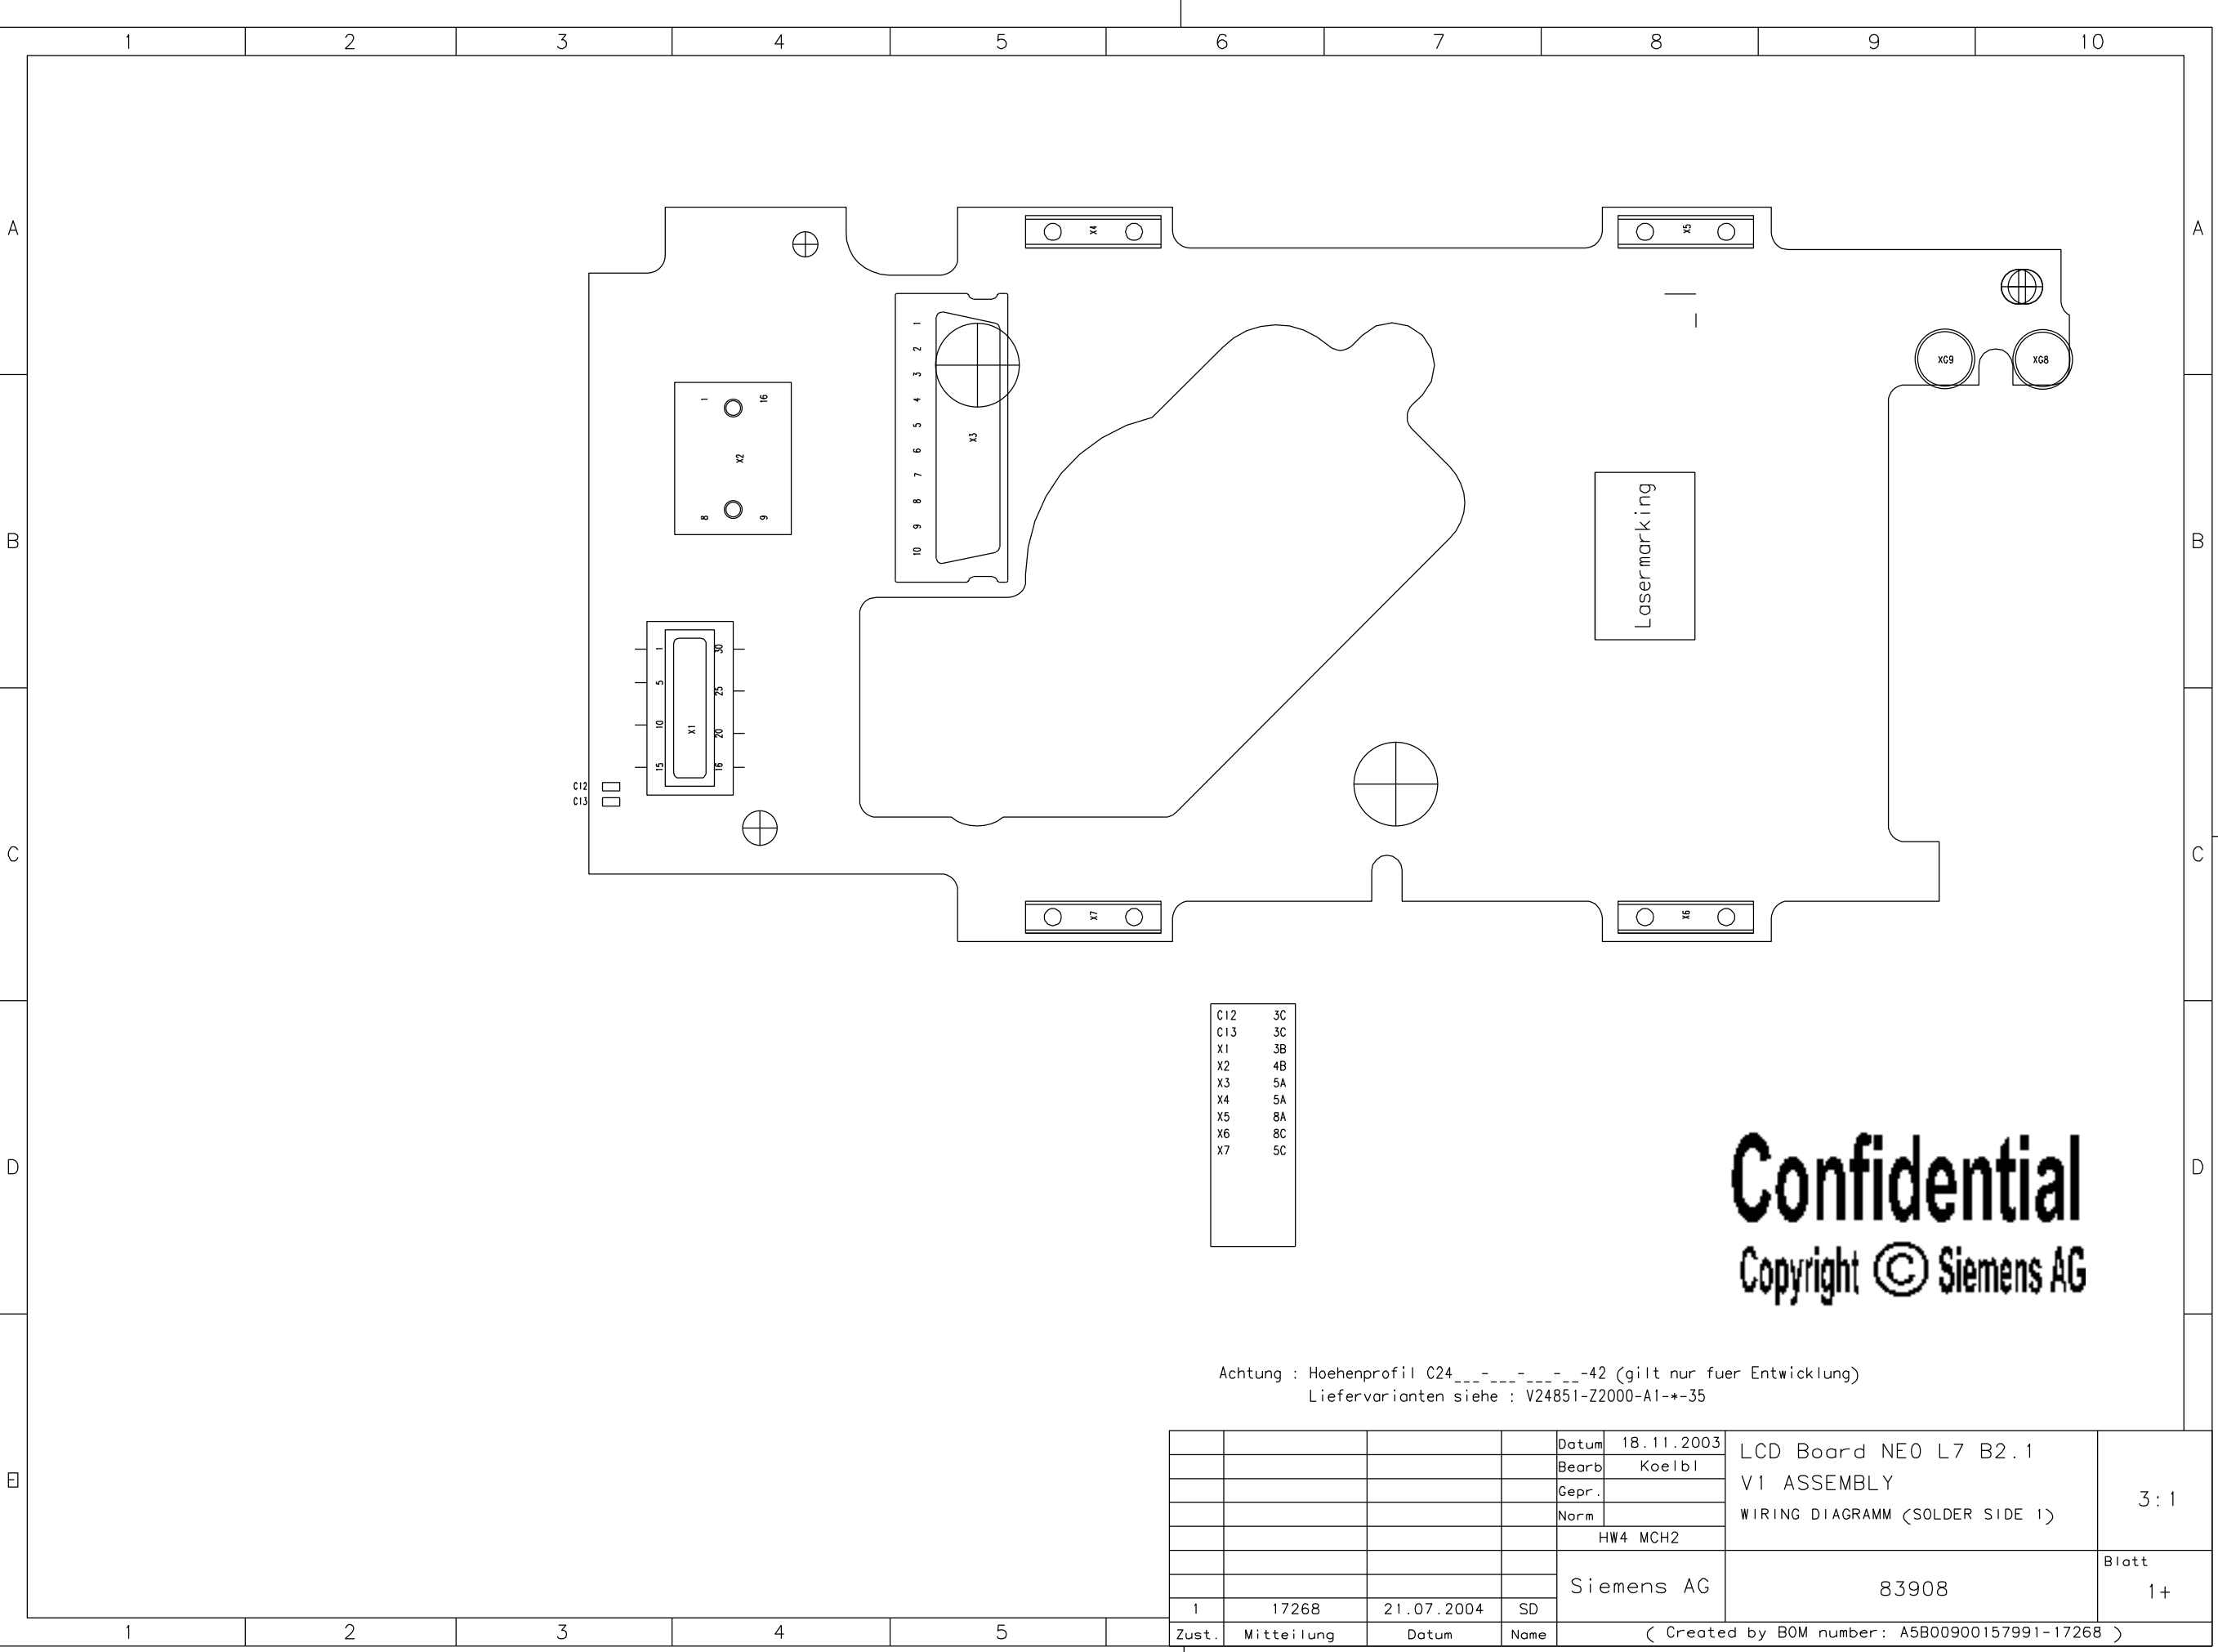 1 2 3 4 5 6 7 8 9 10
A A
X4 X5
XG9 XG8
1 2 3 4 5 6 7 8 9 10
X3
1 16
X2
8 9
B B
Lasermarking
1 30
5 25
10 20
15 16
X1
C12
C13
C C
X7 X6
C12 3C
C13 3C
X1 3B
X2 4B
X3 5A
X4 5A
X5 8A
X6 8C
X7 5C
D D
Confidential
Copyright © Siemens AG
Achtung : Hoehenprofil C24___-___-___-__-42 (gilt nur fuer Entwicklung)
Liefervarianten siehe : V24851-Z2000-A1-*-35
E
Datum 18.11.2003
Bearb Koelbl
Gepr.
Norm
HW4 MCH2
LCD Board NEO L7 B2.1
V1 ASSEMBLY
WIRING DIAGRAMM (SOLDER SIDE 1)
3:1
Siemens AG
83908
Blatt
1+
1 17268 21.07.2004 SD
Zust. Mitteilung Datum Name
( Created by BOM number: A5B00900157991-17268 )
1 2 3 4 5